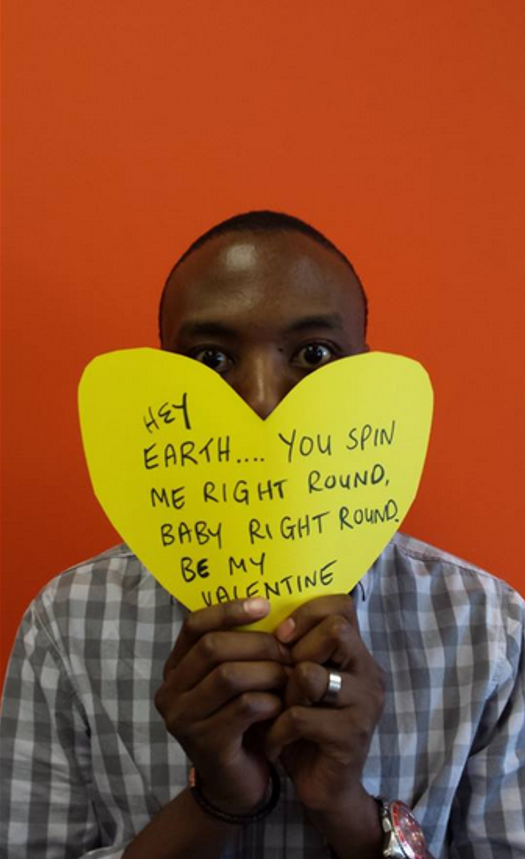 HEY
EARTH.... YOU SPIN
ME RIGHT ROUND,
BABY RIGHT ROUND.
BE MY
VALENTINE